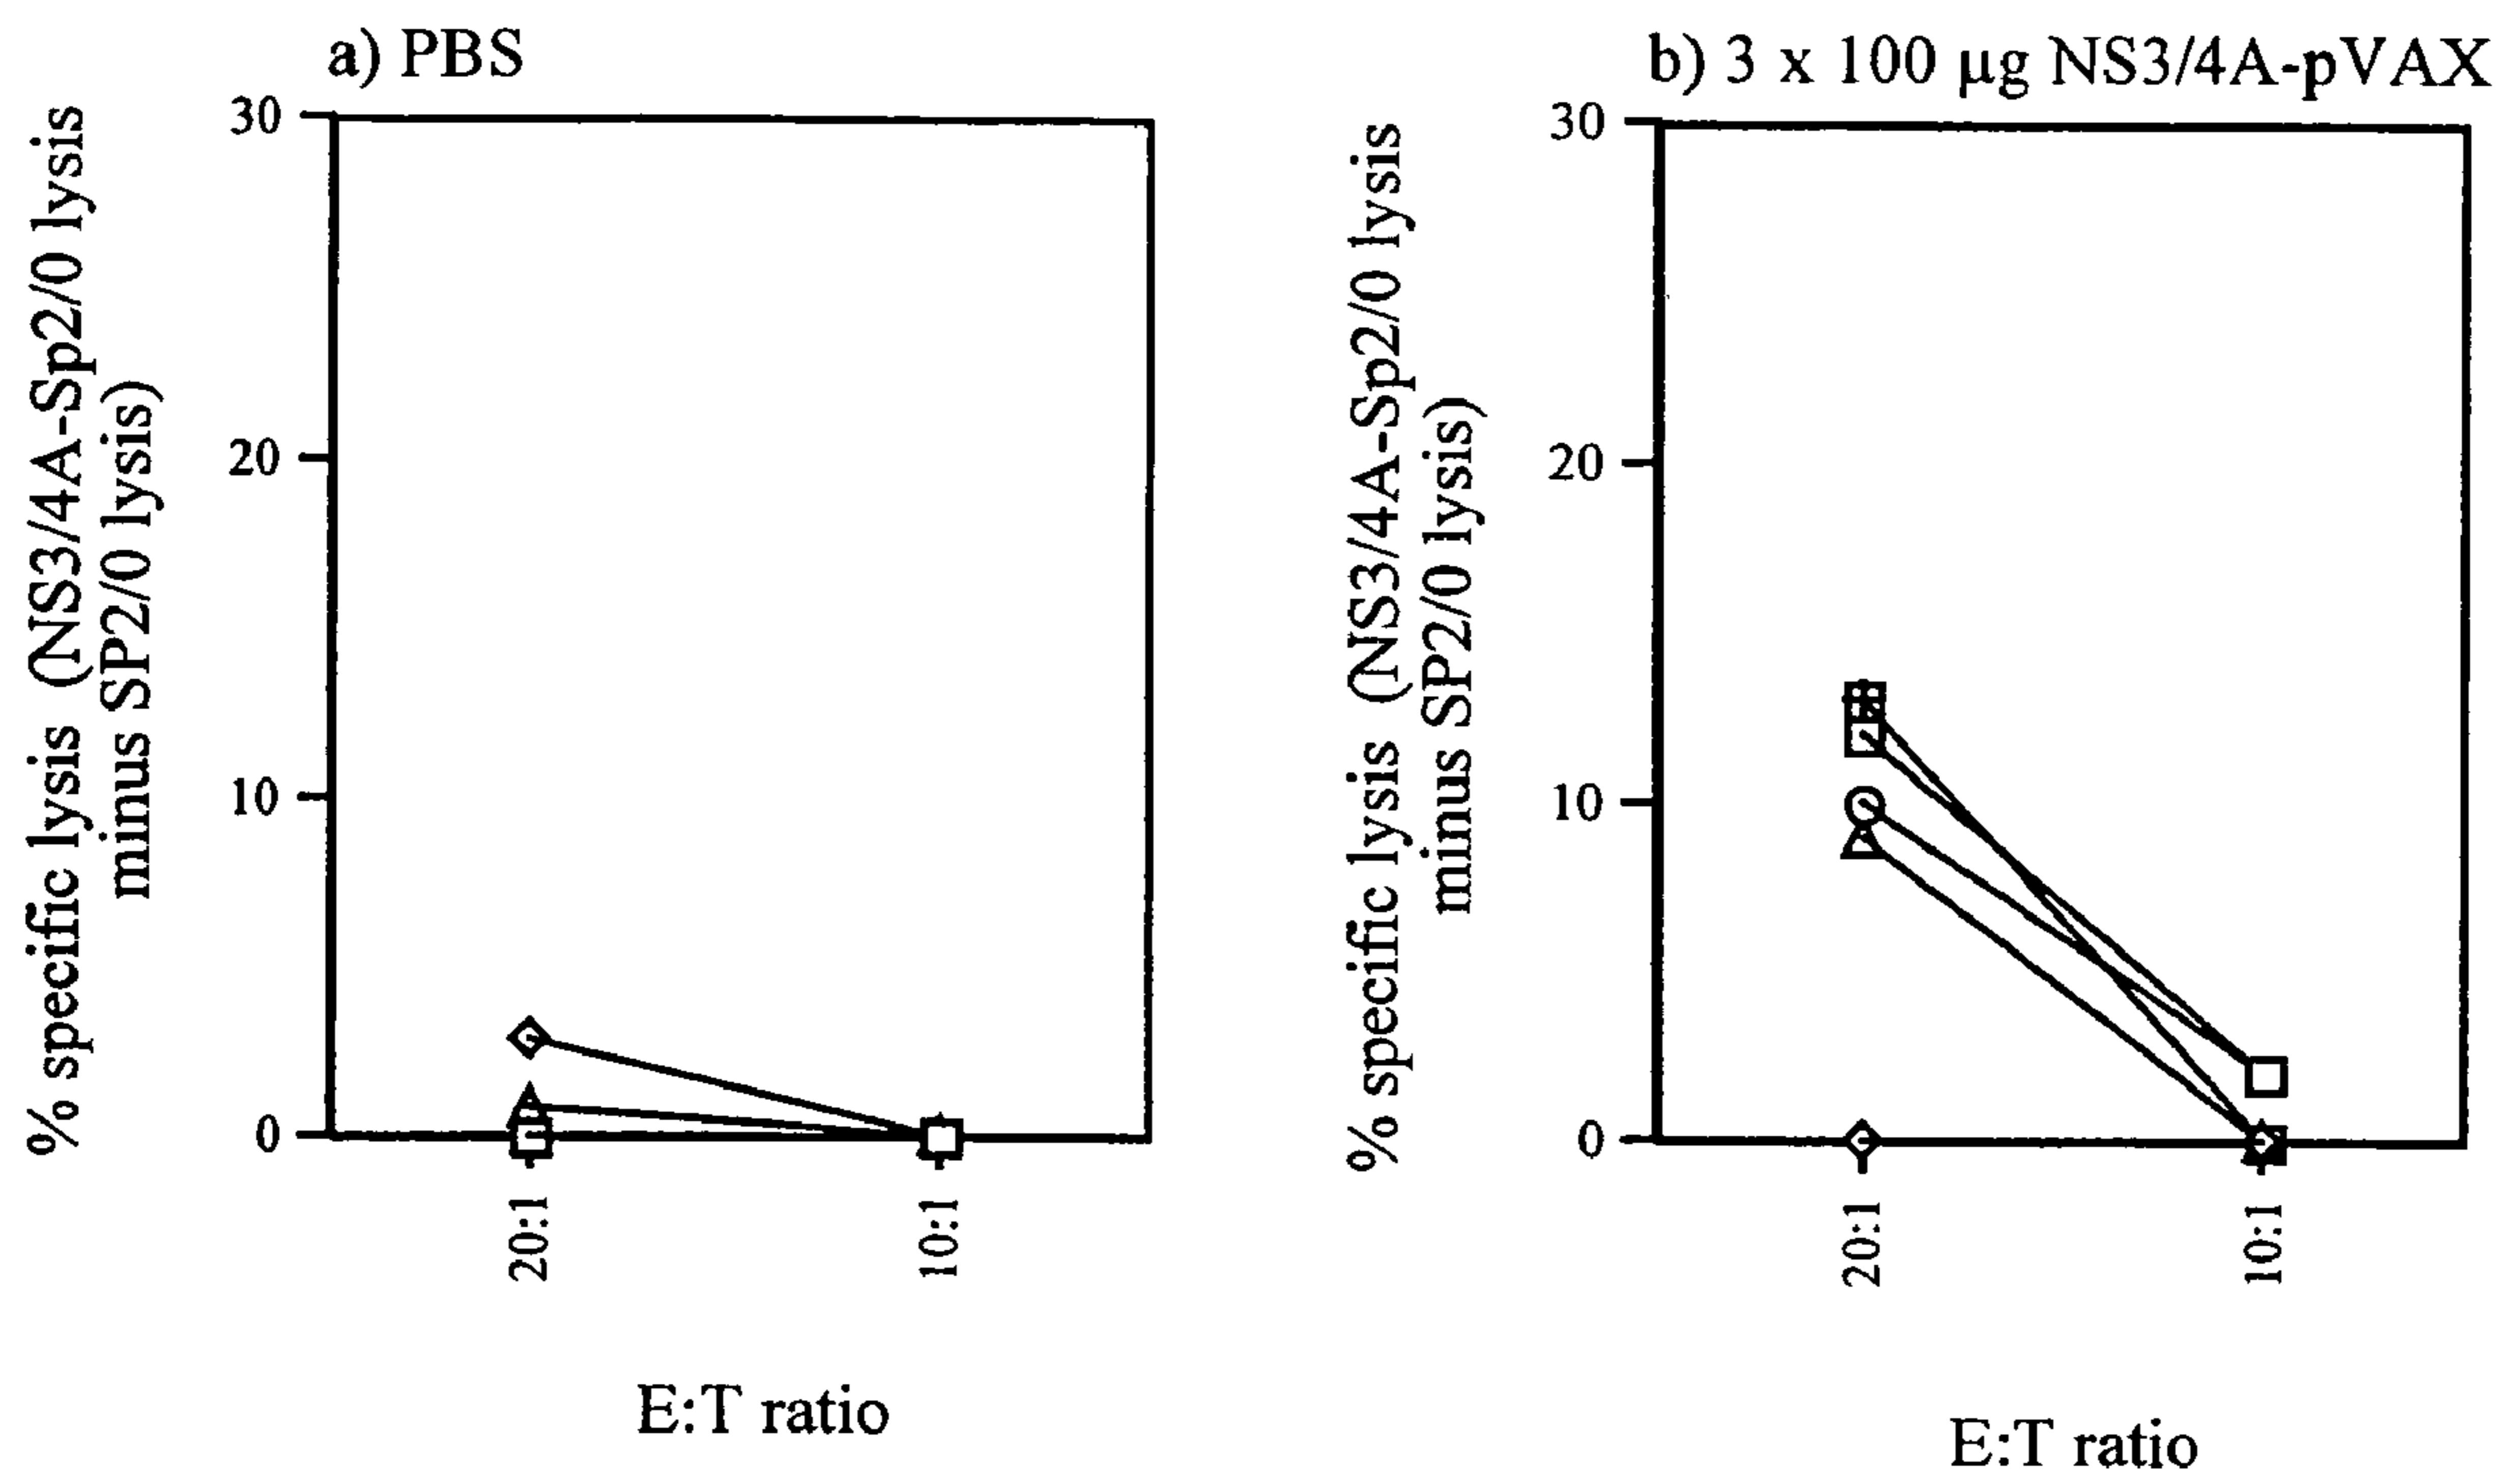 a) PBS
30
20
10
0
% specific lysis (NS3/4A-Sp2/0 lysis
minus SP2/0 lysis)
20:1
10:1
E:T ratio
b) 3 x 100 µg NS3/4A-pVAX
30
20
10
0
% specific lysis (NS3/4A-Sp2/0 lysis
minus SP2/0 lysis)
20:1
10:1
E:T ratio